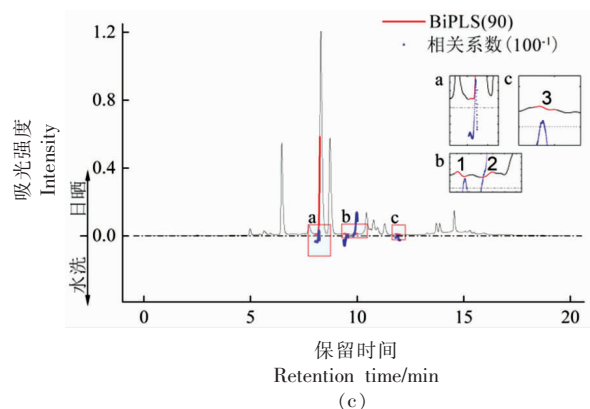 BiPLS(90)
相关系数(100⁻¹)
1.2
0.8
0.4
0.0
吸光强度
Intensity
日晒
水洗
a
b
c
a
c
3
b
1
2
0
5
10
15
20
保留时间
Retention time/min
(c)